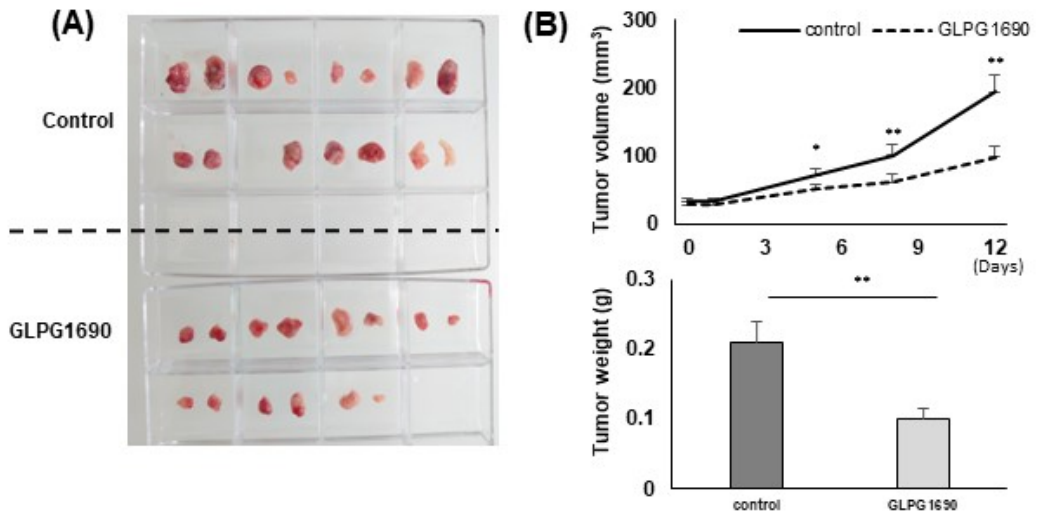 (A)
Control
GLPG1690
(B)
Tumor volume (mm³)
300
200
100
0
control
GLPG1690
*
**
**
0 3 6 9 12
(Days)
Tumor weight (g)
0.3
0.2
0.1
0
**
control GLPG1690